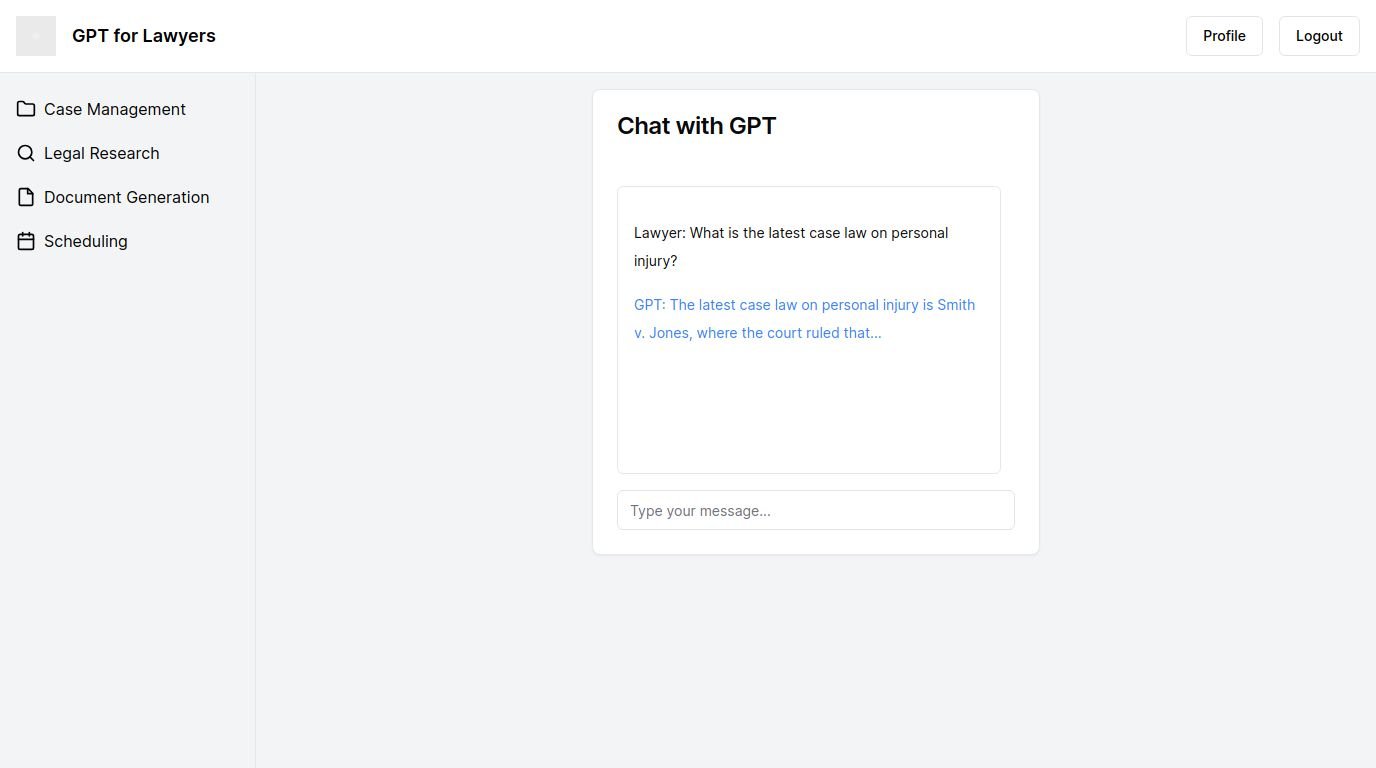 GPT for Lawyers
Profile
Logout
Case Management
Legal Research
Document Generation
Scheduling
Chat with GPT
Lawyer: What is the latest case law on personal
injury?
GPT: The latest case law on personal injury is Smith
v. Jones, where the court ruled that...
Type your message...